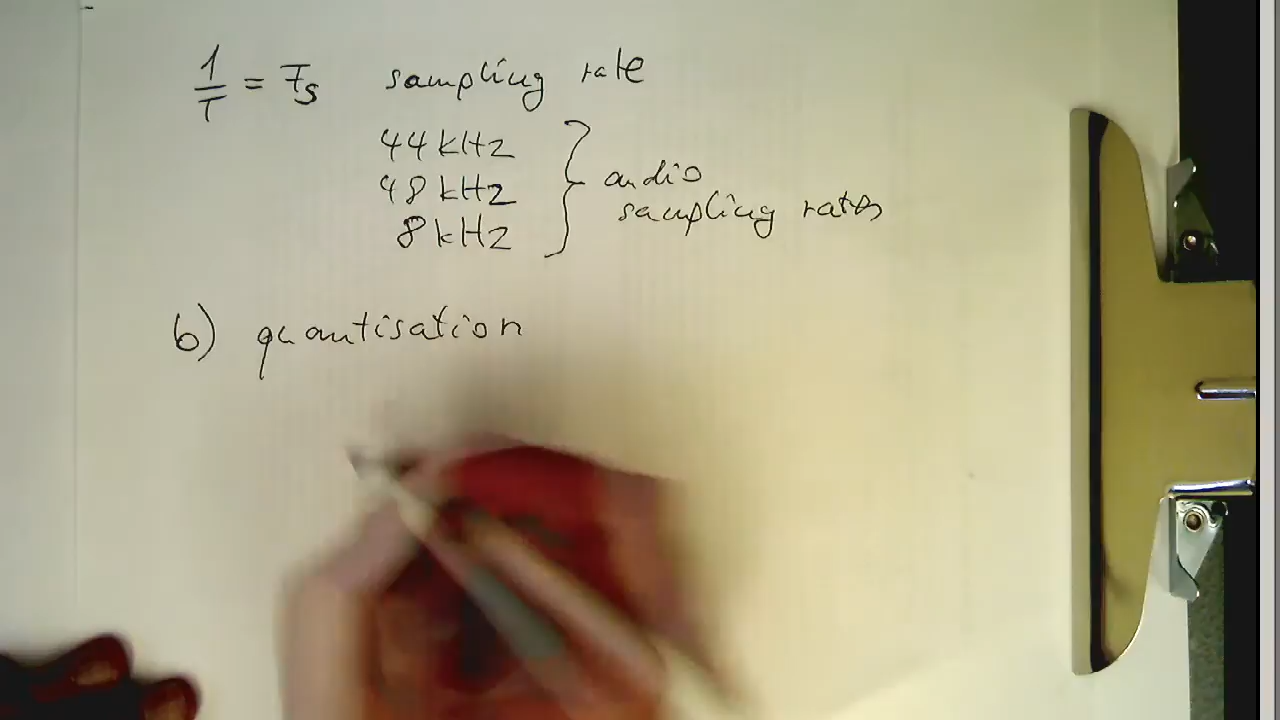 1/T = Fs sampling rate
44 kHz
48 kHz
8 kHz
audio
sampling rates
b) quantisation